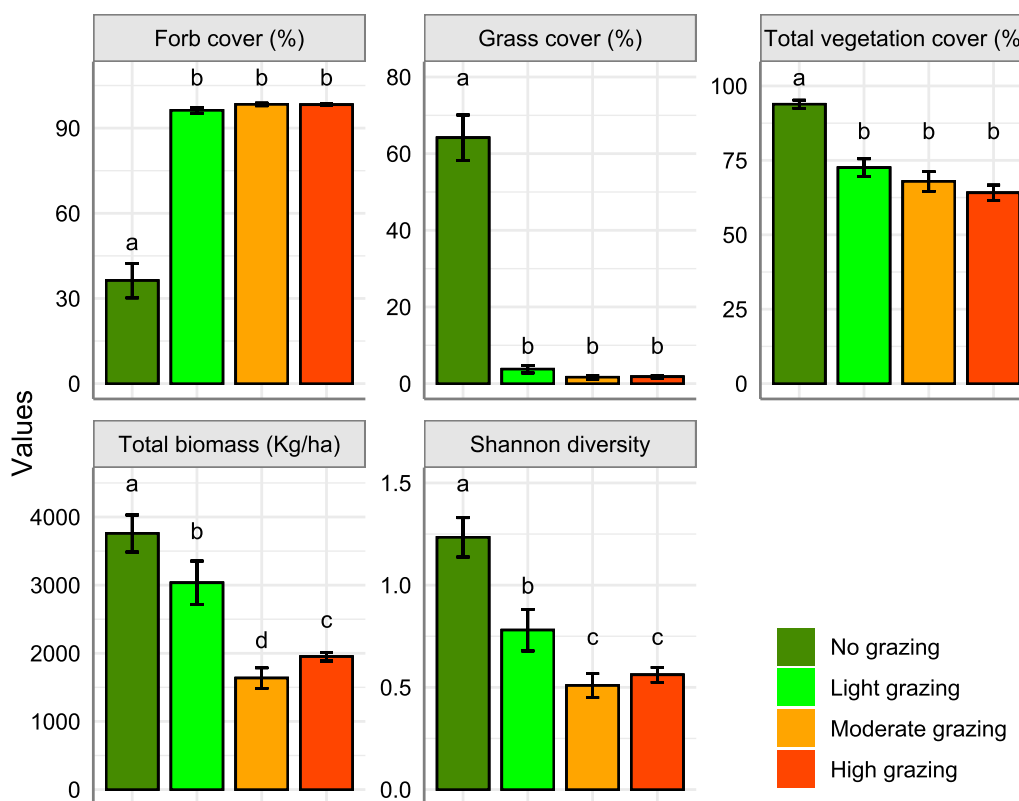 Forb cover (%)
Grass cover (%)
Total vegetation cover (%
a
b
b
b
90
60
30
0
a
b
b
b
80
60
40
20
0
a
b
b
b
100
75
50
25
0
Values
Total biomass (Kg/ha)
Shannon diversity
a
b
d
c
4000
3000
2000
1000
0
a
b
c
c
1.5
1.0
0.5
0.0
No grazing
Light grazing
Moderate grazing
High grazing